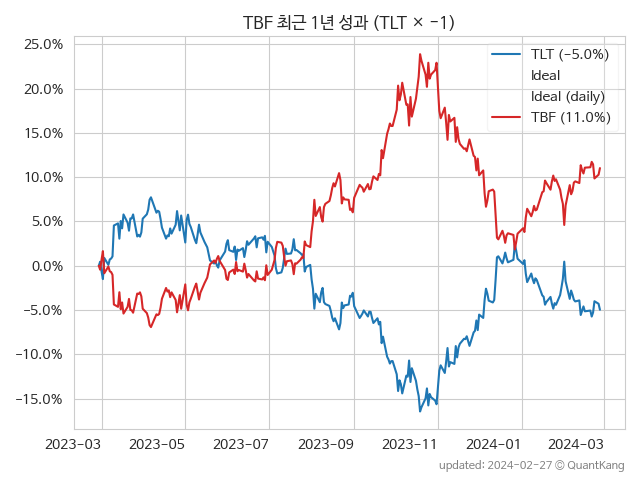 TBF 최근 1년 성과 (TLT × −1)
25.0%
20.0%
15.0%
10.0%
5.0%
0.0%
−5.0%
−10.0%
−15.0%
TLT (−5.0%)
Ideal
Ideal (daily)
TBF (11.0%)
2023-03
2023-05
2023-07
2023-09
2023-11
2024-01
2024-03
updated: 2024-02-27 © QuantKang